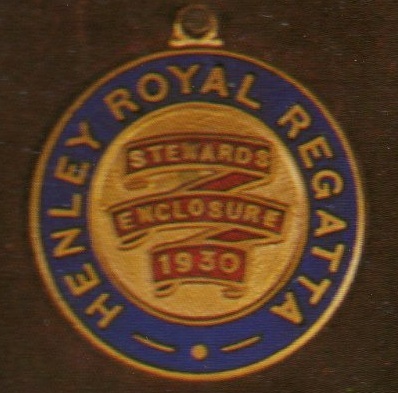 HENLEY ROYAL REGATTA
STEWARDS
ENCLOSURE
1930